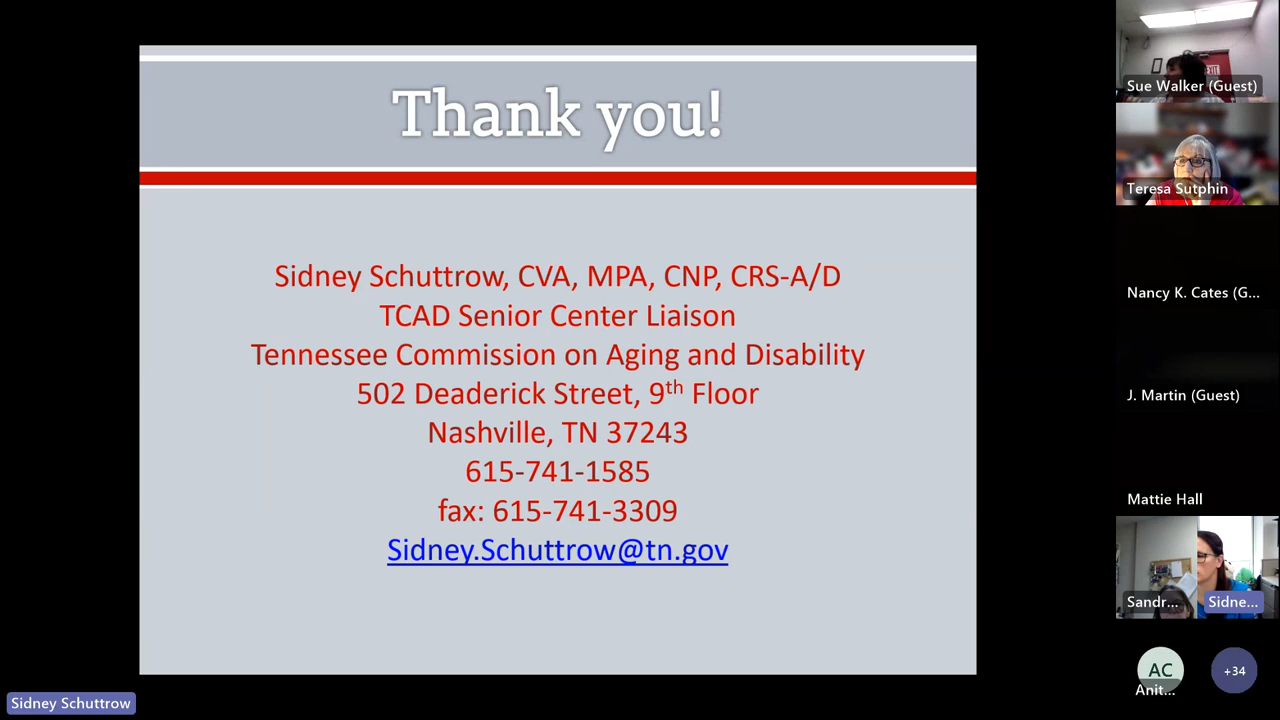 Thank you!
Sidney Schuttrow, CVA, MPA, CNP, CRS-A/D
TCAD Senior Center Liaison
Tennessee Commission on Aging and Disability
502 Deaderick Street, 9th Floor
Nashville, TN 37243
615-741-1585
fax: 615-741-3309
Sidney.Schuttrow@tn.gov
Sidney Schuttrow
EXIT
Sue Walker (Guest)
Teresa Sutphin
Nancy K. Cates (G...
J. Martin (Guest)
Mattie Hall
Sandr...
Sidne...
AC
Anit...
+34